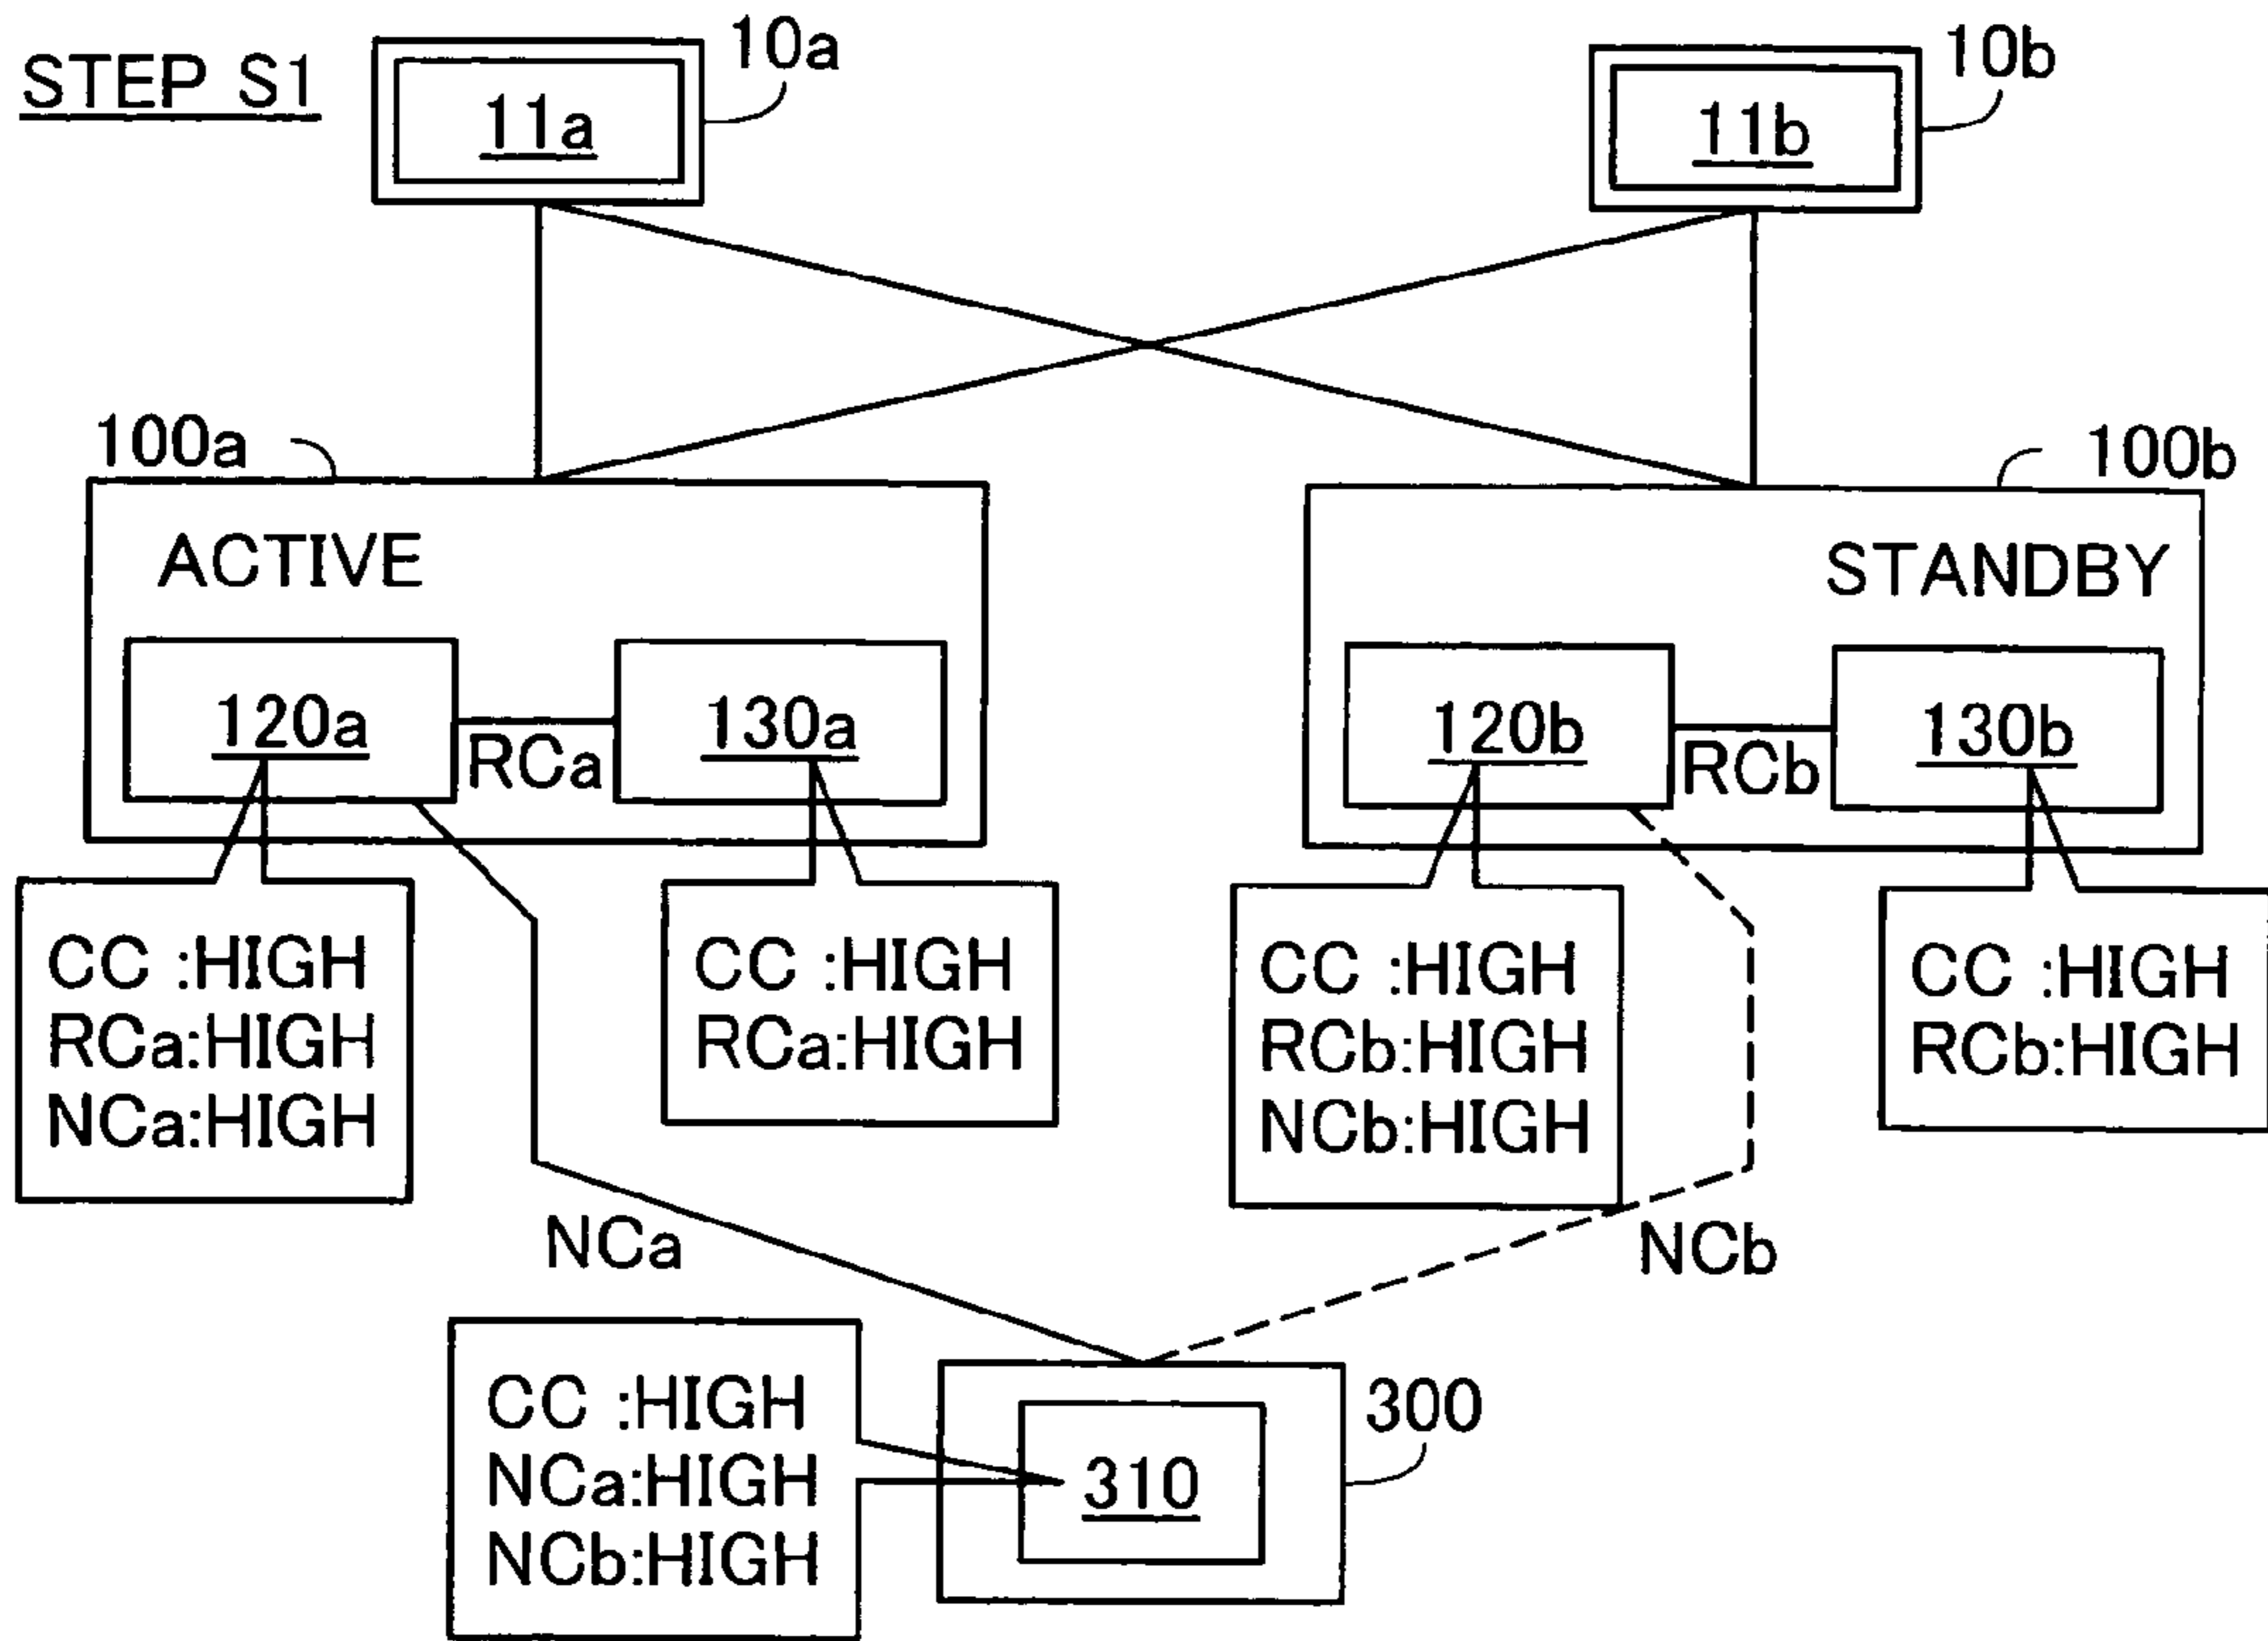 STEP S1
10a
11a
10b
11b
100a
100b
ACTIVE
STANDBY
120a
RCa
130a
120b
RCb
130b
CC :HIGH
RCa:HIGH
NCa:HIGH
CC :HIGH
RCa:HIGH
CC :HIGH
RCb:HIGH
NCb:HIGH
CC :HIGH
RCb:HIGH
NCa
NCb
CC :HIGH
NCa:HIGH
NCb:HIGH
310
300